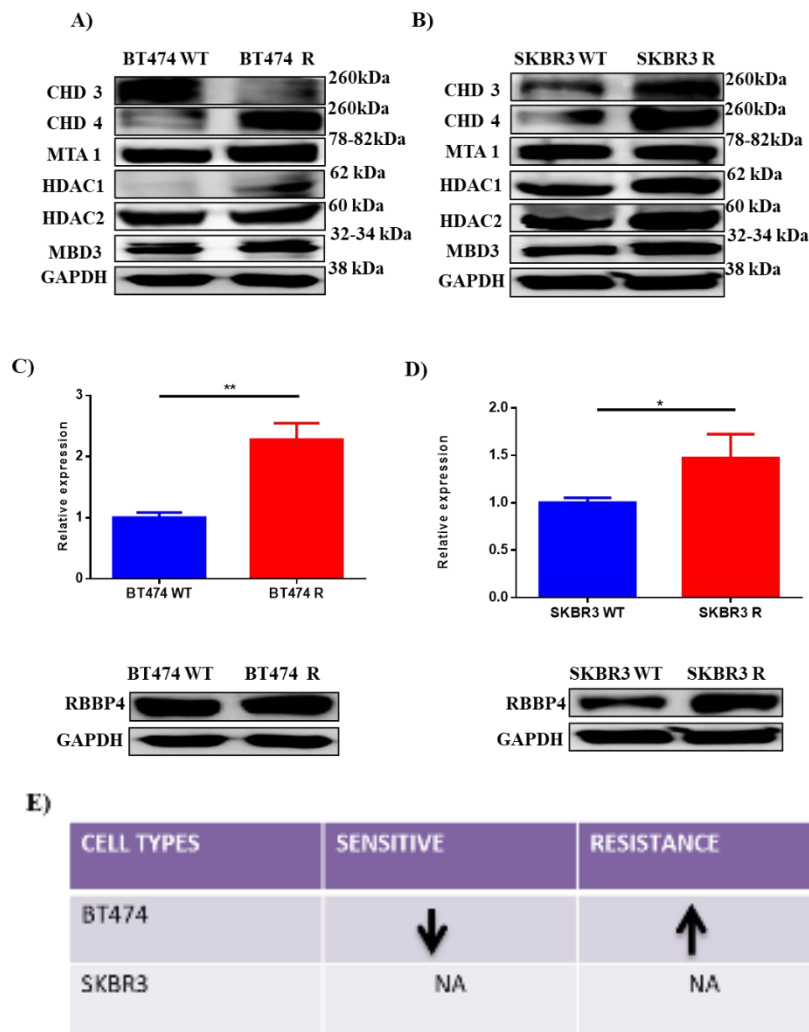 A)
BT474 WT BT474 R
CHD 3 260kDa
CHD 4 260kDa
MTA 1 78-82kDa
HDAC1 62 kDa
HDAC2 60 kDa
MBD3 32-34 kDa
GAPDH 38 kDa
B)
SKBR3 WT SKBR3 R
CHD 3 260kDa
CHD 4 260kDa
MTA 1 78-82kDa
HDAC1 62 kDa
HDAC2 60 kDa
MBD3 32-34 kDa
GAPDH 38 kDa
C)
**
Relative expression
3
2
1
0
BT474 WT BT474 R
BT474 WT BT474 R
RBBP4
GAPDH
D)
*
Relative expression
2.0
1.5
1.0
0.5
0.0
SKBR3 WT SKBR3 R
SKBR3 WT SKBR3 R
RBBP4
GAPDH
E)
CELL TYPES SENSITIVE RESISTANCE
BT474 ↓ ↑
SKBR3 NA NA